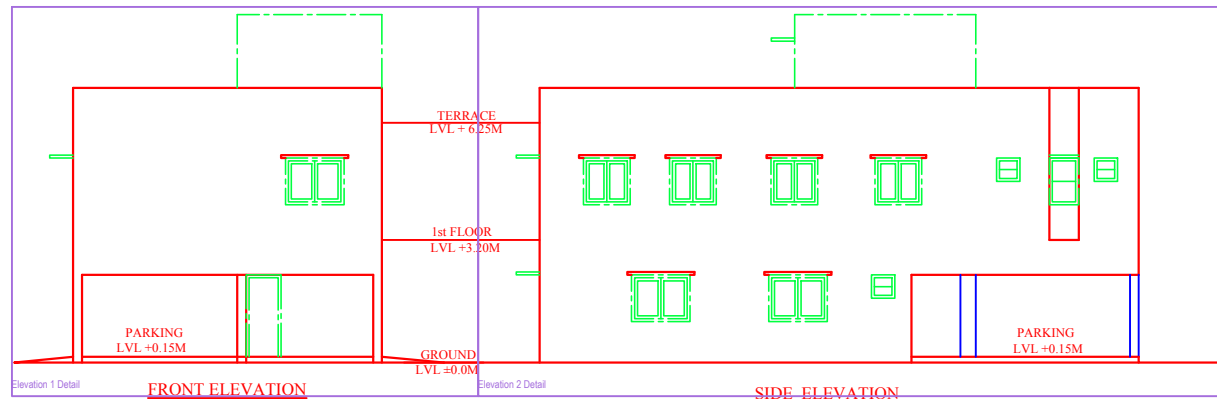 TERRACE
LVL + 6.25M
1st FLOOR
LVL +3.20M
PARKING
LVL +0.15M
GROUND
LVL ±0.0M
PARKING
LVL +0.15M
Elevation 1 Detail
FRONT ELEVATION
Elevation 2 Detail
SIDE ELEVATION